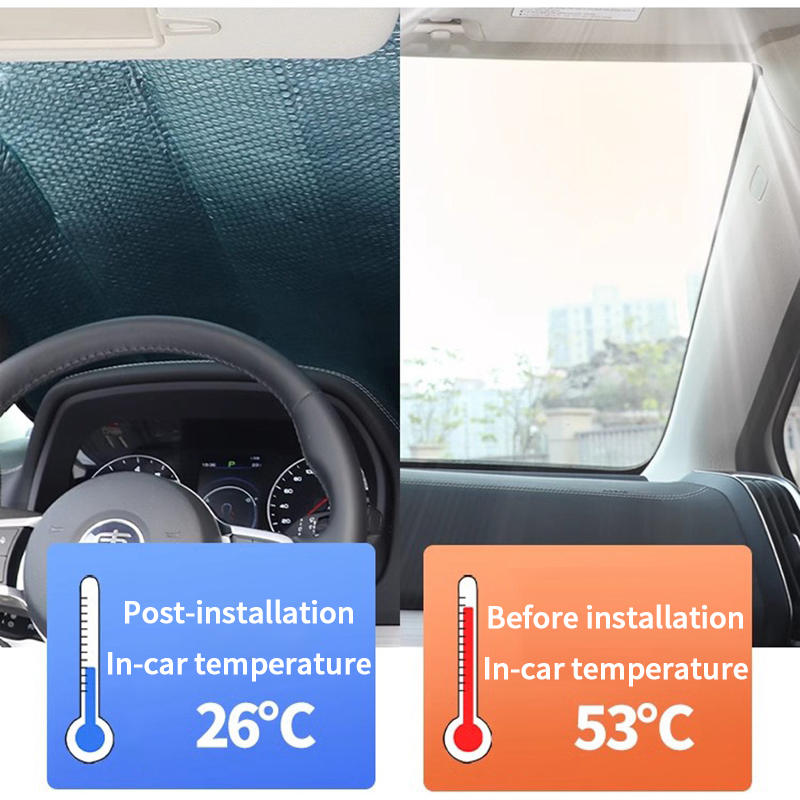 Post-installation
In-car temperature
26°C
Before installation
In-car temperature
53°C